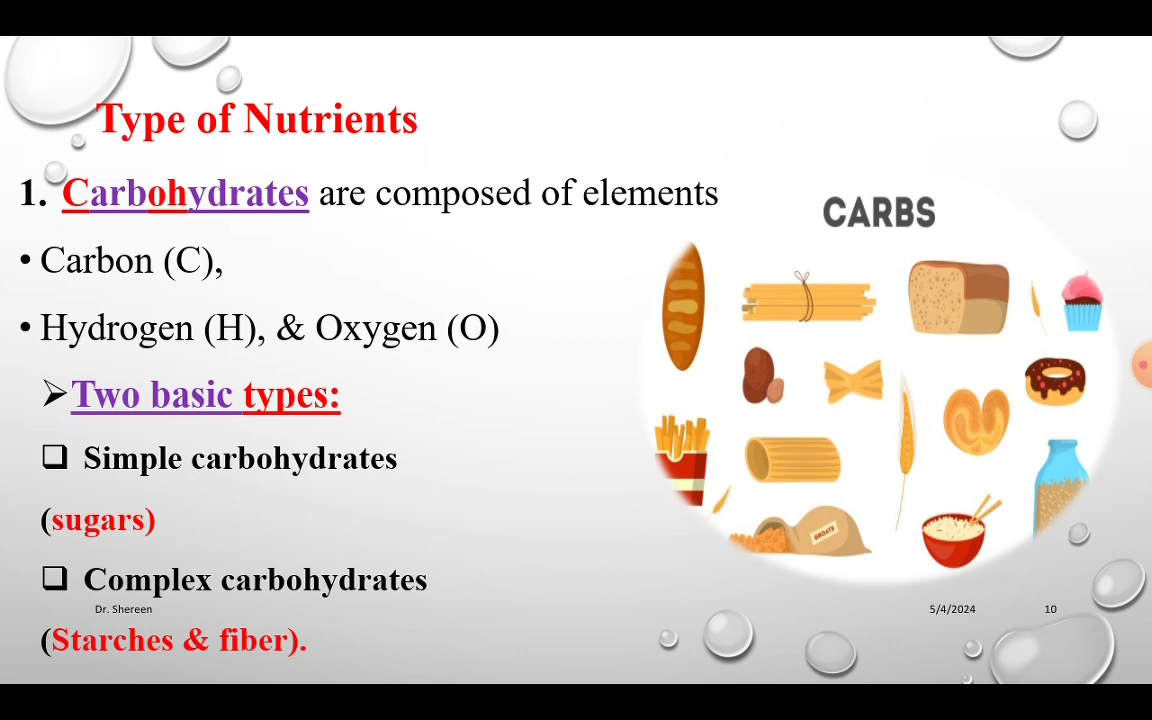 Type of Nutrients
1. Carbohydrates are composed of elements
• Carbon (C),
• Hydrogen (H), & Oxygen (O)
➢Two basic types:
❑ Simple carbohydrates
(sugars)
❑ Complex carbohydrates
(Starches & fiber).
CARBS
GROATS
Dr. Shereen
5/4/2024
10